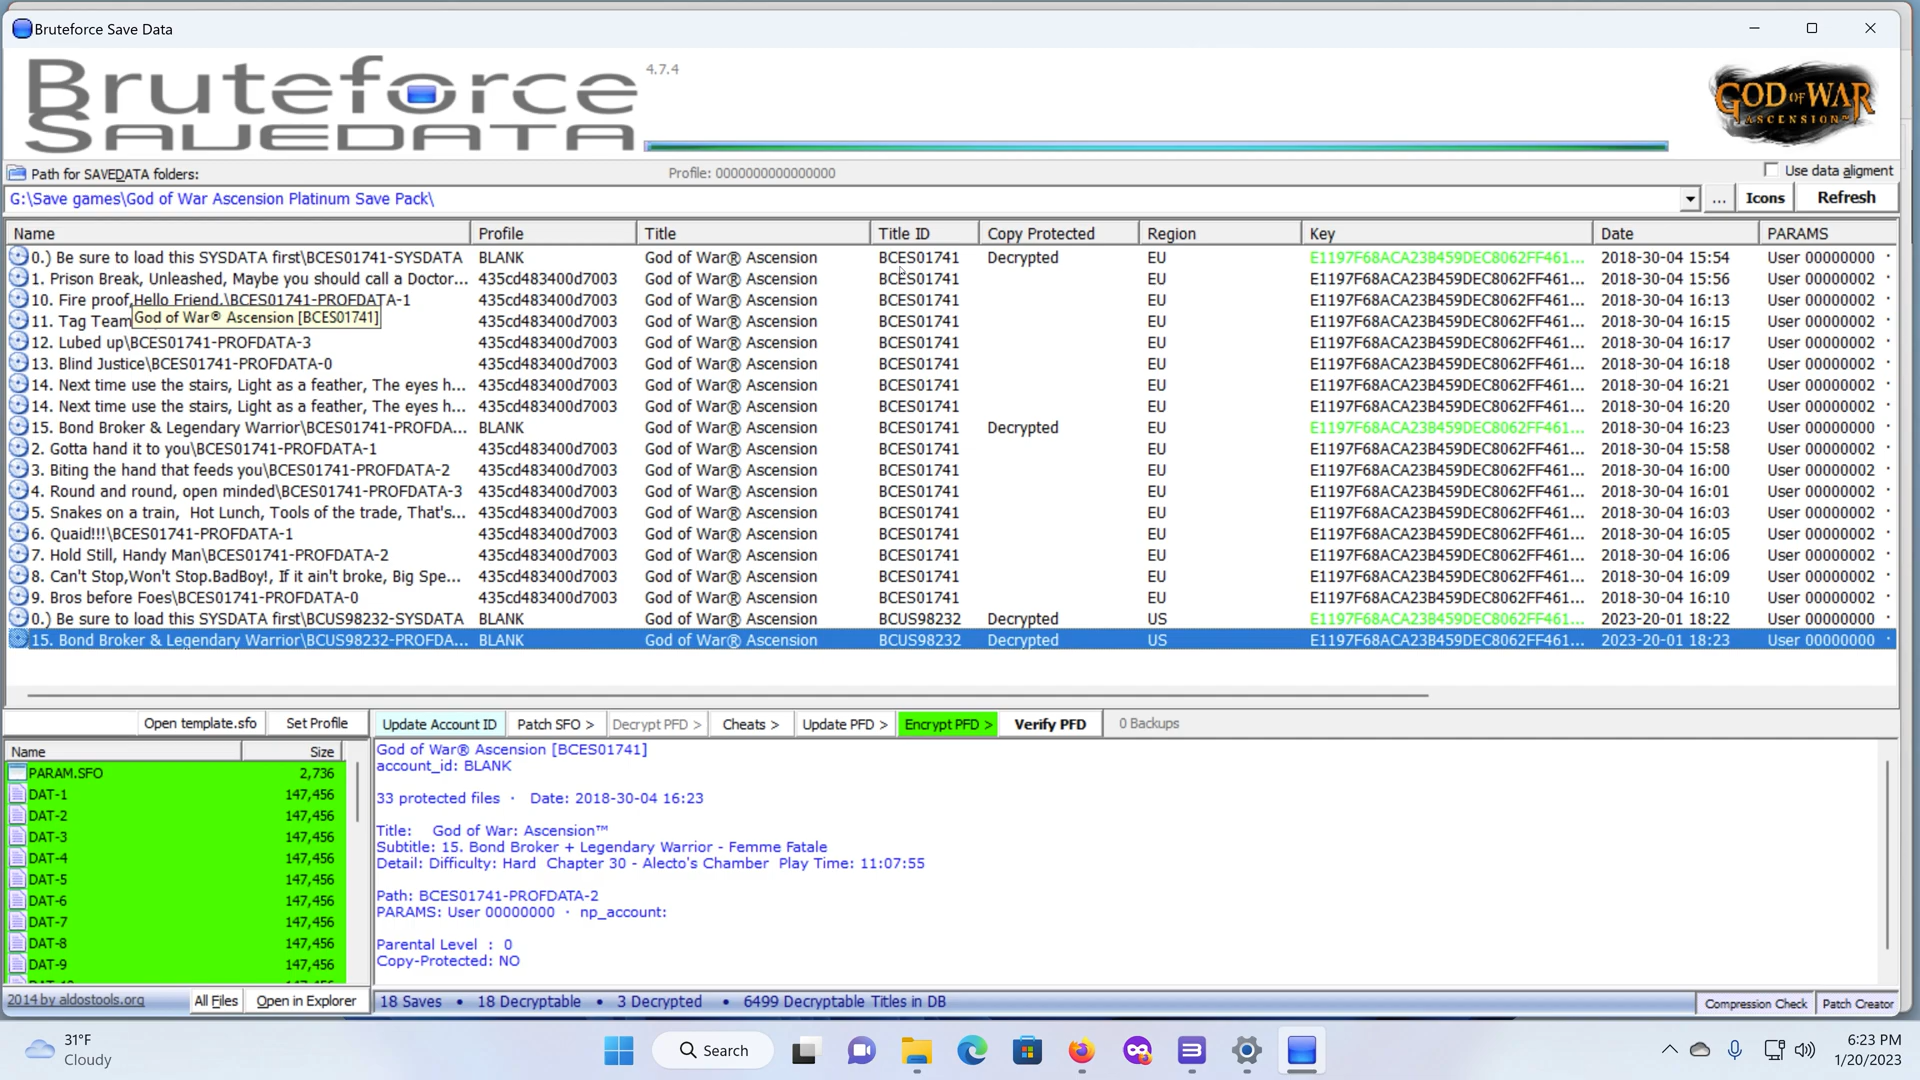 Bruteforce Save Data
Bruteforce
SAVEDATA
4.7.4
GOD OF WAR
ASCENSION™
Path for SAVEDATA folders:
Profile: 0000000000000000
Use data aligment
G:\Save games\God of War Ascension Platinum Save Pack\
...
Icons
Refresh
Name Profile Title Title ID Copy Protected Region Key Date PARAMS
0.) Be sure to load this SYSDATA first\BCES01741-SYSDATA BLANK God of War® Ascension BCES01741 Decrypted EU E1197F68ACA23B459DEC8062FF461... 2018-30-04 15:54 User 00000000
1. Prison Break, Unleashed, Maybe you should call a Doctor... 435cd483400d7003 God of War® Ascension BCES01741 EU E1197F68ACA23B459DEC8062FF461... 2018-30-04 15:56 User 00000002
10. Fire proof,Hello Friend.\BCES01741-PROFDATA-1 435cd483400d7003 God of War® Ascension BCES01741 EU E1197F68ACA23B459DEC8062FF461... 2018-30-04 16:13 User 00000002
11. Tag Team 435cd483400d7003 God of War® Ascension BCES01741 EU E1197F68ACA23B459DEC8062FF461... 2018-30-04 16:15 User 00000002
God of War® Ascension [BCES01741]
12. Lubed up\BCES01741-PROFDATA-3 435cd483400d7003 God of War® Ascension BCES01741 EU E1197F68ACA23B459DEC8062FF461... 2018-30-04 16:17 User 00000002
13. Blind Justice\BCES01741-PROFDATA-0 435cd483400d7003 God of War® Ascension BCES01741 EU E1197F68ACA23B459DEC8062FF461... 2018-30-04 16:18 User 00000002
14. Next time use the stairs, Light as a feather, The eyes h... 435cd483400d7003 God of War® Ascension BCES01741 EU E1197F68ACA23B459DEC8062FF461... 2018-30-04 16:21 User 00000002
14. Next time use the stairs, Light as a feather, The eyes h... 435cd483400d7003 God of War® Ascension BCES01741 EU E1197F68ACA23B459DEC8062FF461... 2018-30-04 16:20 User 00000002
15. Bond Broker & Legendary Warrior\BCES01741-PROFDA... BLANK God of War® Ascension BCES01741 Decrypted EU E1197F68ACA23B459DEC8062FF461... 2018-30-04 16:23 User 00000000
2. Gotta hand it to you\BCES01741-PROFDATA-1 435cd483400d7003 God of War® Ascension BCES01741 EU E1197F68ACA23B459DEC8062FF461... 2018-30-04 15:58 User 00000002
3. Biting the hand that feeds you\BCES01741-PROFDATA-2 435cd483400d7003 God of War® Ascension BCES01741 EU E1197F68ACA23B459DEC8062FF461... 2018-30-04 16:00 User 00000002
4. Round and round, open minded\BCES01741-PROFDATA-3 435cd483400d7003 God of War® Ascension BCES01741 EU E1197F68ACA23B459DEC8062FF461... 2018-30-04 16:01 User 00000002
5. Snakes on a train, Hot Lunch, Tools of the trade, That's... 435cd483400d7003 God of War® Ascension BCES01741 EU E1197F68ACA23B459DEC8062FF461... 2018-30-04 16:03 User 00000002
6. Quaid!!!\BCES01741-PROFDATA-1 435cd483400d7003 God of War® Ascension BCES01741 EU E1197F68ACA23B459DEC8062FF461... 2018-30-04 16:05 User 00000002
7. Hold Still, Handy Man\BCES01741-PROFDATA-2 435cd483400d7003 God of War® Ascension BCES01741 EU E1197F68ACA23B459DEC8062FF461... 2018-30-04 16:06 User 00000002
8. Can't Stop,Won't Stop.BadBoy!, If it ain't broke, Big Spe... 435cd483400d7003 God of War® Ascension BCES01741 EU E1197F68ACA23B459DEC8062FF461... 2018-30-04 16:09 User 00000002
9. Bros before Foes\BCES01741-PROFDATA-0 435cd483400d7003 God of War® Ascension BCES01741 EU E1197F68ACA23B459DEC8062FF461... 2018-30-04 16:10 User 00000002
0.) Be sure to load this SYSDATA first\BCUS98232-SYSDATA BLANK God of War® Ascension BCUS98232 Decrypted US E1197F68ACA23B459DEC8062FF461... 2023-20-01 18:22 User 00000000
15. Bond Broker & Legendary Warrior\BCUS98232-PROFDA... BLANK God of War® Ascension BCUS98232 Decrypted US E1197F68ACA23B459DEC8062FF461... 2023-20-01 18:23 User 00000000
Open template.sfo Set Profile Update Account ID Patch SFO > Decrypt PFD > Cheats > Update PFD > Encrypt PFD > Verify PFD 0 Backups
Name Size
PARAM.SFO 2,736
DAT-1 147,456
DAT-2 147,456
DAT-3 147,456
DAT-4 147,456
DAT-5 147,456
DAT-6 147,456
DAT-7 147,456
DAT-8 147,456
DAT-9 147,456
God of War® Ascension [BCES01741]
account_id: BLANK
33 protected files · Date: 2018-30-04 16:23
Title: God of War: Ascension™
Subtitle: 15. Bond Broker + Legendary Warrior - Femme Fatale
Detail: Difficulty: Hard Chapter 30 - Alecto's Chamber Play Time: 11:07:55
Path: BCES01741-PROFDATA-2
PARAMS: User 00000000 · np_account:
Parental Level : 0
Copy-Protected: NO
2014 by aldostools.org All Files Open in Explorer 18 Saves • 18 Decryptable • 3 Decrypted • 6499 Decryptable Titles in DB Compression Check Patch Creator
31°F
Cloudy
Search
6:23 PM
1/20/2023